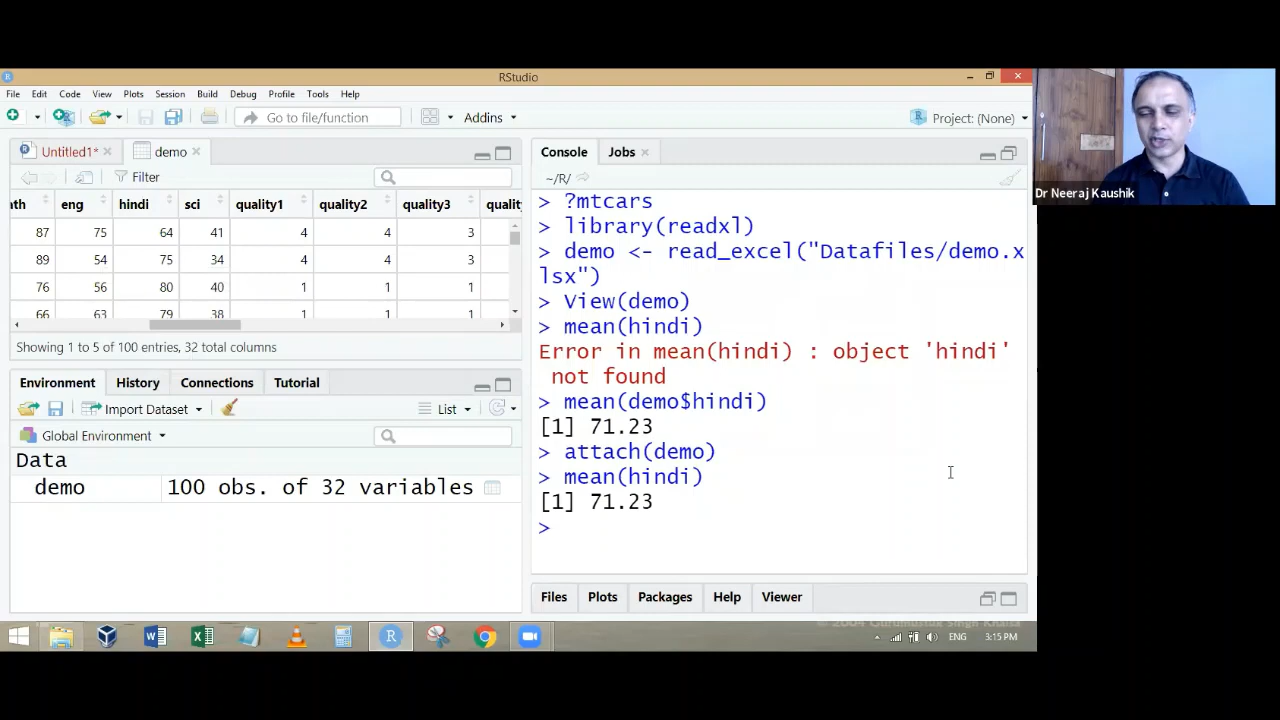 RStudio
File Edit Code View Plots Session Build Debug Profile Tools Help
Go to file/function Addins Project: (None)
Untitled1* demo
Filter
ath eng hindi sci quality1 quality2 quality3 qualit
87 75 64 41 4 4 3
89 54 75 34 4 4 3
76 56 80 40 1 1 1
66 63 79 38 1 1 1
Showing 1 to 5 of 100 entries, 32 total columns
Environment History Connections Tutorial
Import Dataset List
Global Environment
Data
demo 100 obs. of 32 variables
Console Jobs
~/R/
> ?mtcars
> library(readxl)
> demo <- read_excel("Datafiles/demo.x
lsx")
> View(demo)
> mean(hindi)
Error in mean(hindi) : object 'hindi'
not found
> mean(demo$hindi)
[1] 71.23
> attach(demo)
> mean(hindi)
[1] 71.23
>
Files Plots Packages Help Viewer
Dr Neeraj Kaushik
ENG 3:15 PM